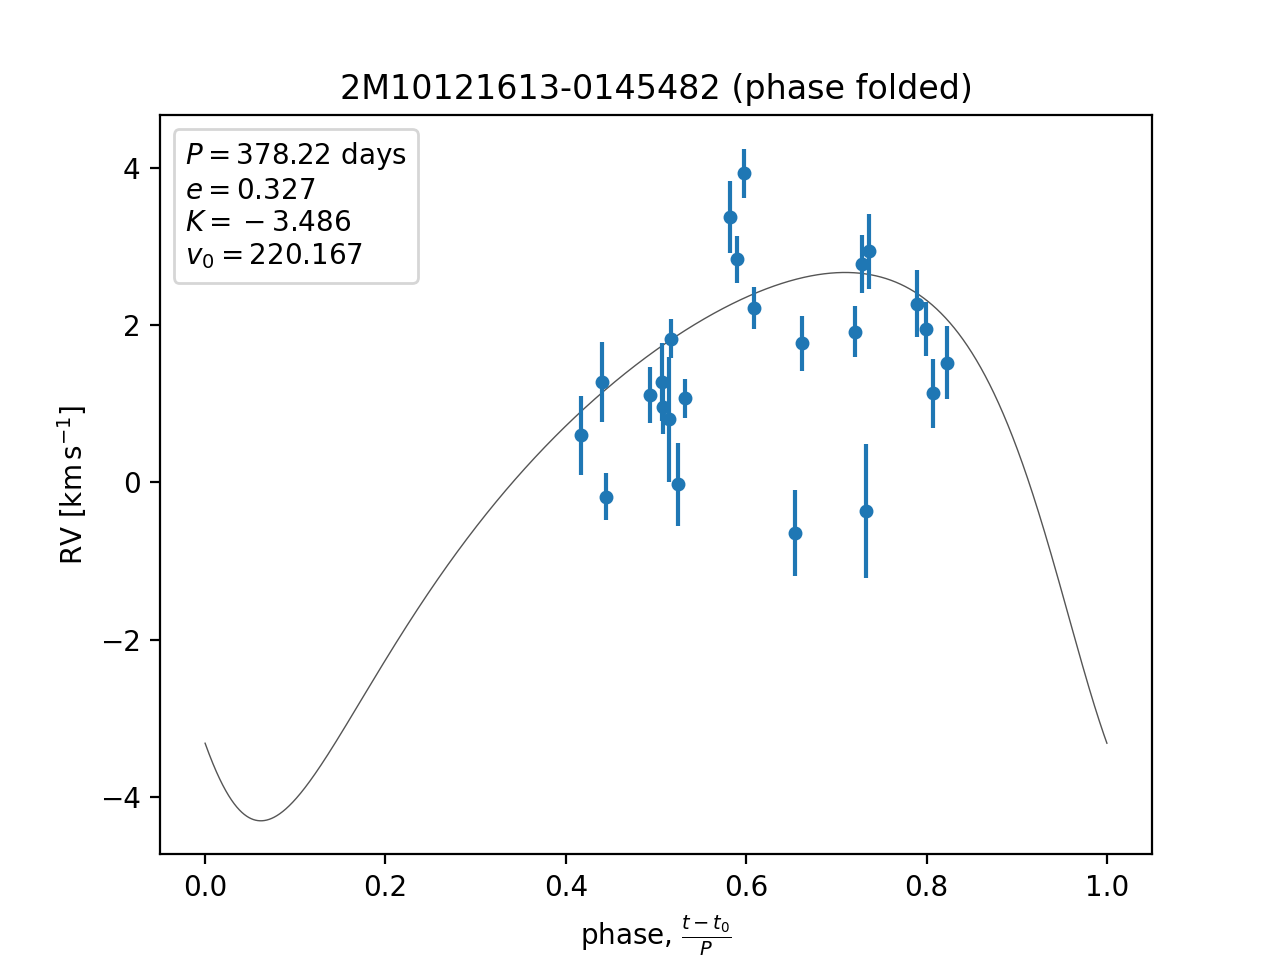 2M10121613-0145482 (phase folded)
P = 378.22 days
e = 0.327
K = −3.486
v₀ = 220.167
4
2
0
−2
−4
RV [km s⁻¹]
0.0 0.2 0.4 0.6 0.8 1.0
phase, (t − t₀)/P